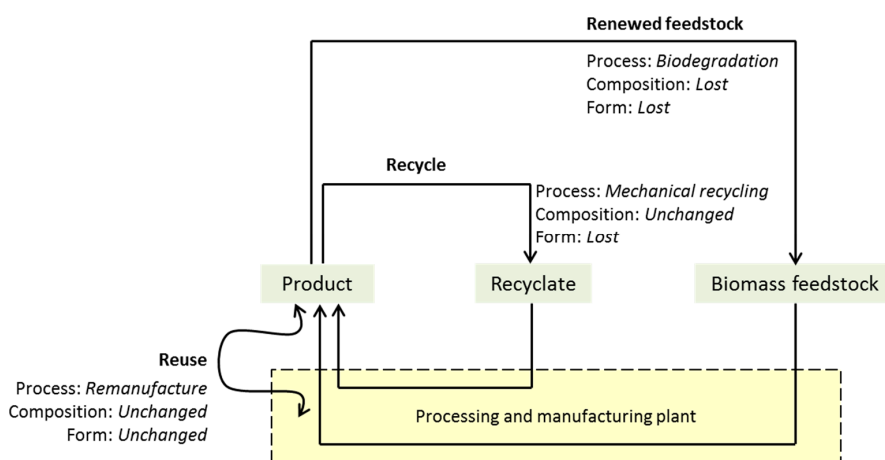 Renewed feedstock
Process: Biodegradation
Composition: Lost
Form: Lost
Recycle
Process: Mechanical recycling
Composition: Unchanged
Form: Lost
Product
Recyclate
Biomass feedstock
Reuse
Process: Remanufacture
Composition: Unchanged
Form: Unchanged
Processing and manufacturing plant